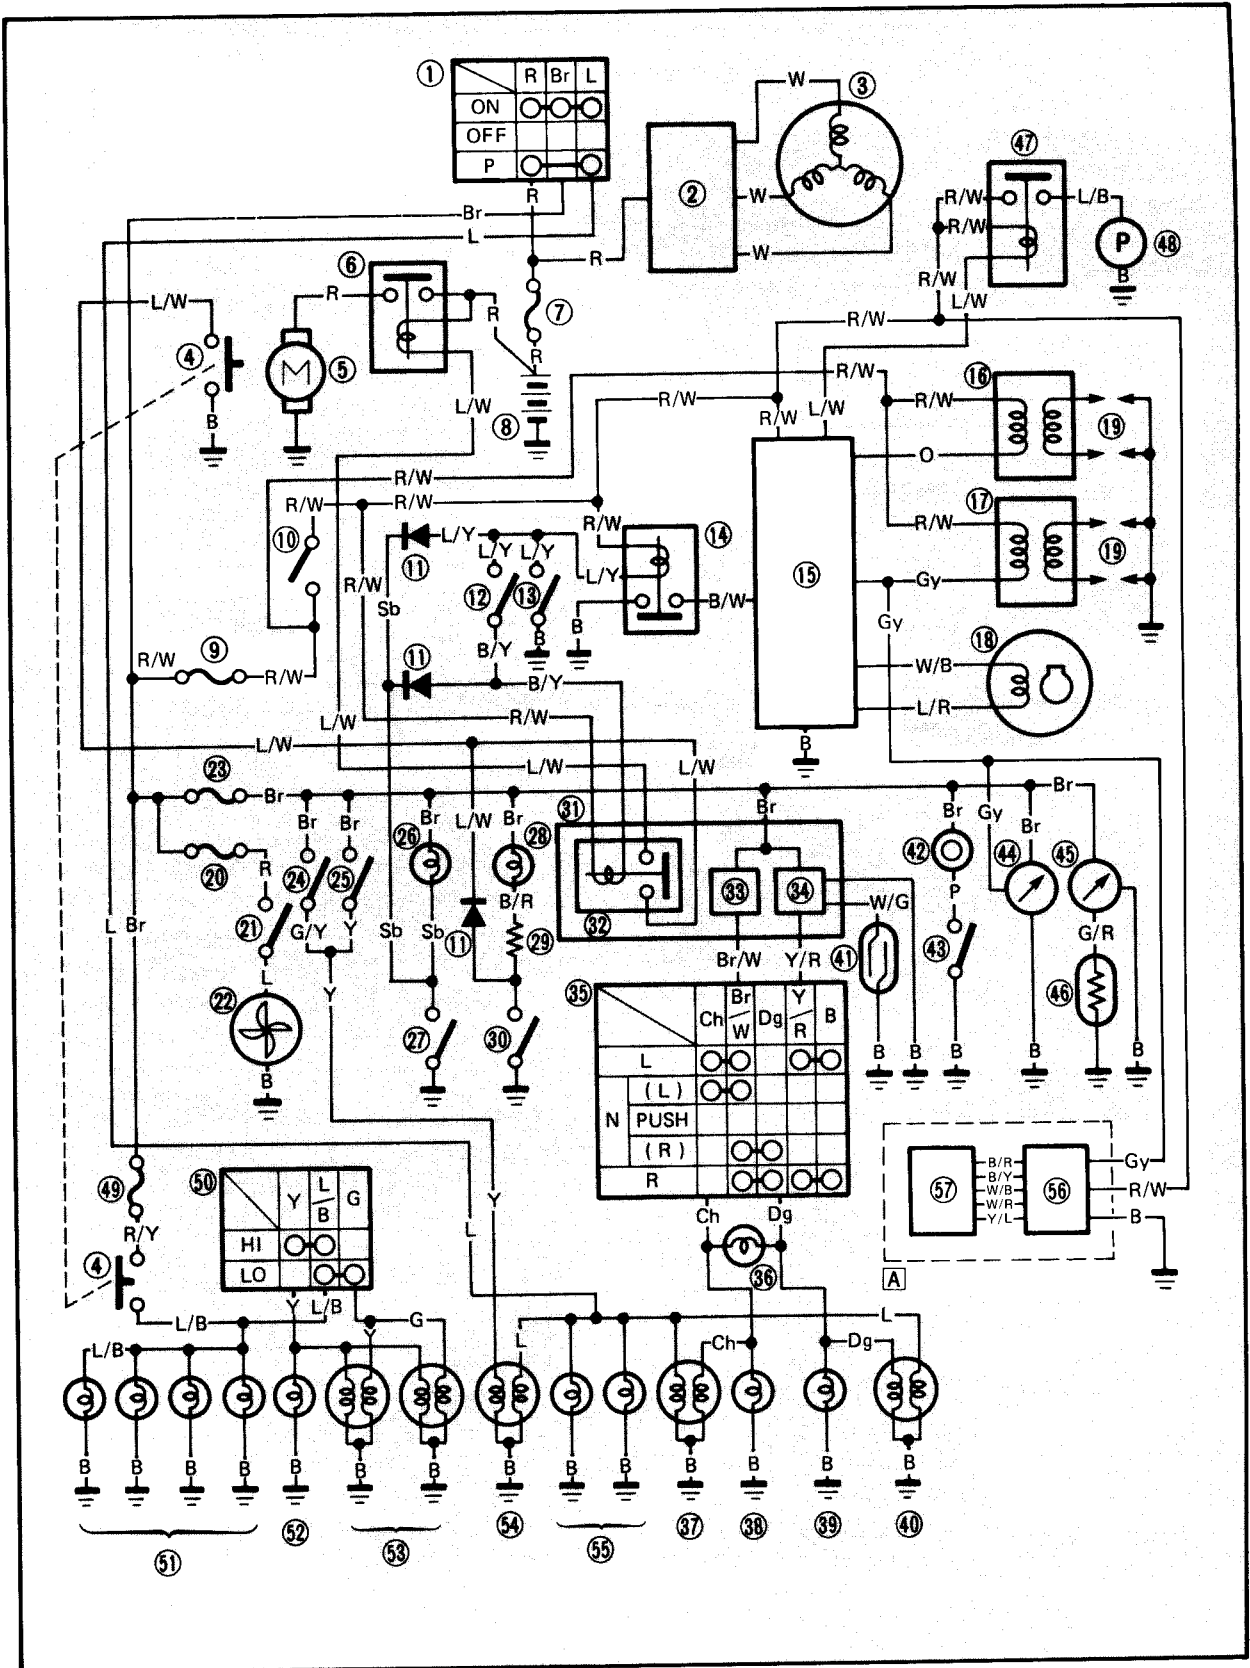 ① R Br L
ON
OFF
P
R
Br
L
R
② W ③
W
W
㊼
R/W L/B
R/W
P ㊽
B
R/W
L/W
⑥
L/W
R
R
⑦
④
M ⑤
R
B
L/W
⑧
R/W
R/W
R/W
R/W L/W
⑯
R/W
⑲
O
R/W
R/W R/W
⑩
R/W
⑪
L/Y
L/Y L/Y
L/Y
⑭
⑫ ⑬
Sb
R/W
B
B
B/W
⑮
⑰
R/W
⑲
Gy
Gy
⑱
W/B
L/R
B
B/Y
⑨
R/W
R/W
⑪
B/Y
R/W
L/W
L/W
L/W
L/W
㉓
Br
⑳
R
Br Br
㉔ ㉕
G/Y Y
㉑
L
㉒
B
Y
㉖
Br
Sb
Sb
㉗
L/W
⑪
Br
㉘
B/R
㉙
㉚
㉛
㉜
Br
㉝ ㉞
W/G
Br/W Y/R
㊶
B B
Br
㊷
P
㊸
B
Gy
Br
㊹
B
Br
㊺
G/R
㊻
B
L Br
㉟
Ch Br/W Dg Y/R B
L
N
(L)
PUSH
(R)
R
Ch Dg
㊱
㊾
R/Y
④
㊿
Y L/B G
HI
LO
Y L/B
L/B
L/B
Y
G
Y
L
L
Ch
Dg
L
57
B/R
B/Y
W/B
W/R
Y/L
56
Gy
R/W
B
A
B B B B B B B B B B B B B B
51 52 53 54 55 ㊲ ㊳ ㊴ ㊵